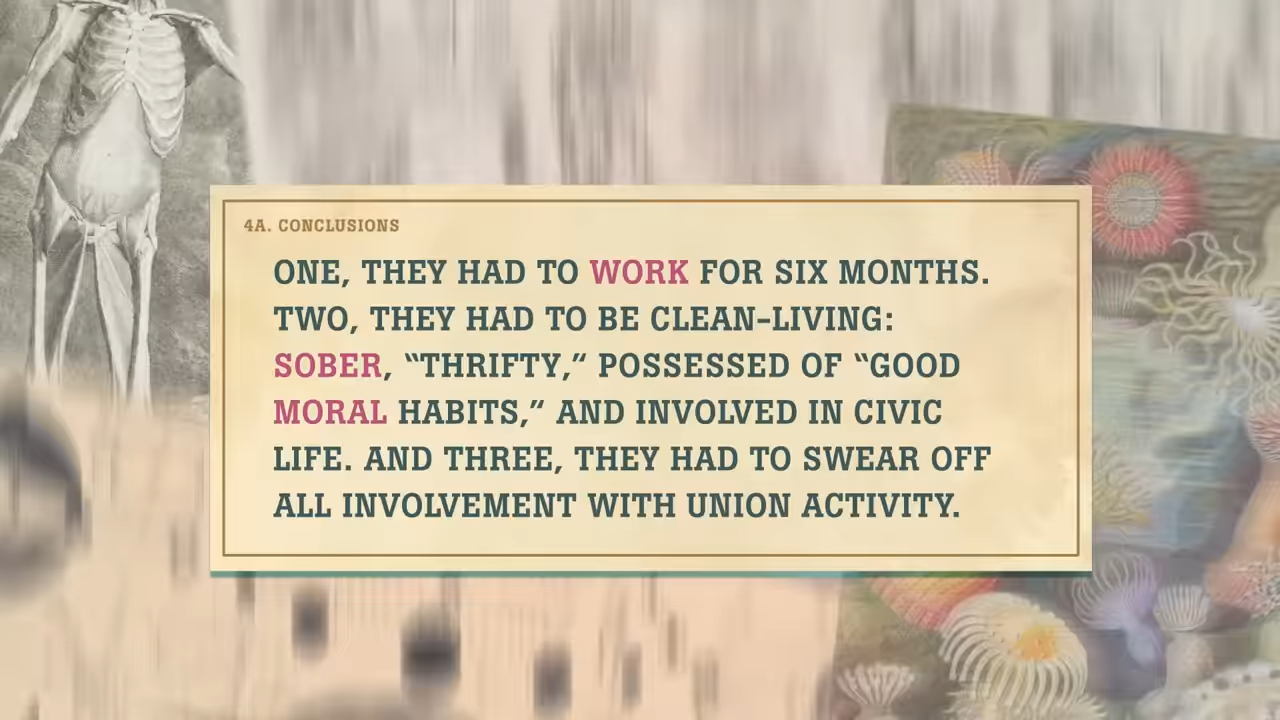 4A. CONCLUSIONS
ONE, THEY HAD TO WORK FOR SIX MONTHS.
TWO, THEY HAD TO BE CLEAN–LIVING:
SOBER, “THRIFTY,” POSSESSED OF “GOOD
MORAL HABITS,” AND INVOLVED IN CIVIC
LIFE. AND THREE, THEY HAD TO SWEAR OFF
ALL INVOLVEMENT WITH UNION ACTIVITY.